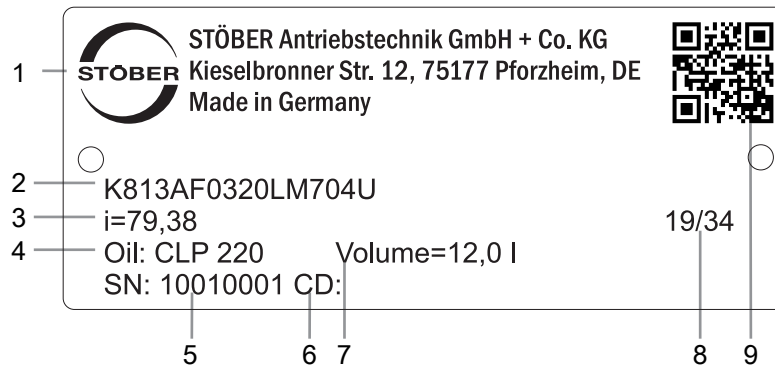 STÖBER Antriebstechnik GmbH + Co. KG
1 STÖBER Kieselbronner Str. 12, 75177 Pforzheim, DE
Made in Germany
2 K813AF0320LM704U
3 i=79,38 19/34
4 Oil: CLP 220 Volume=12,0 l
SN: 10010001 CD:
5 6 7 8 9